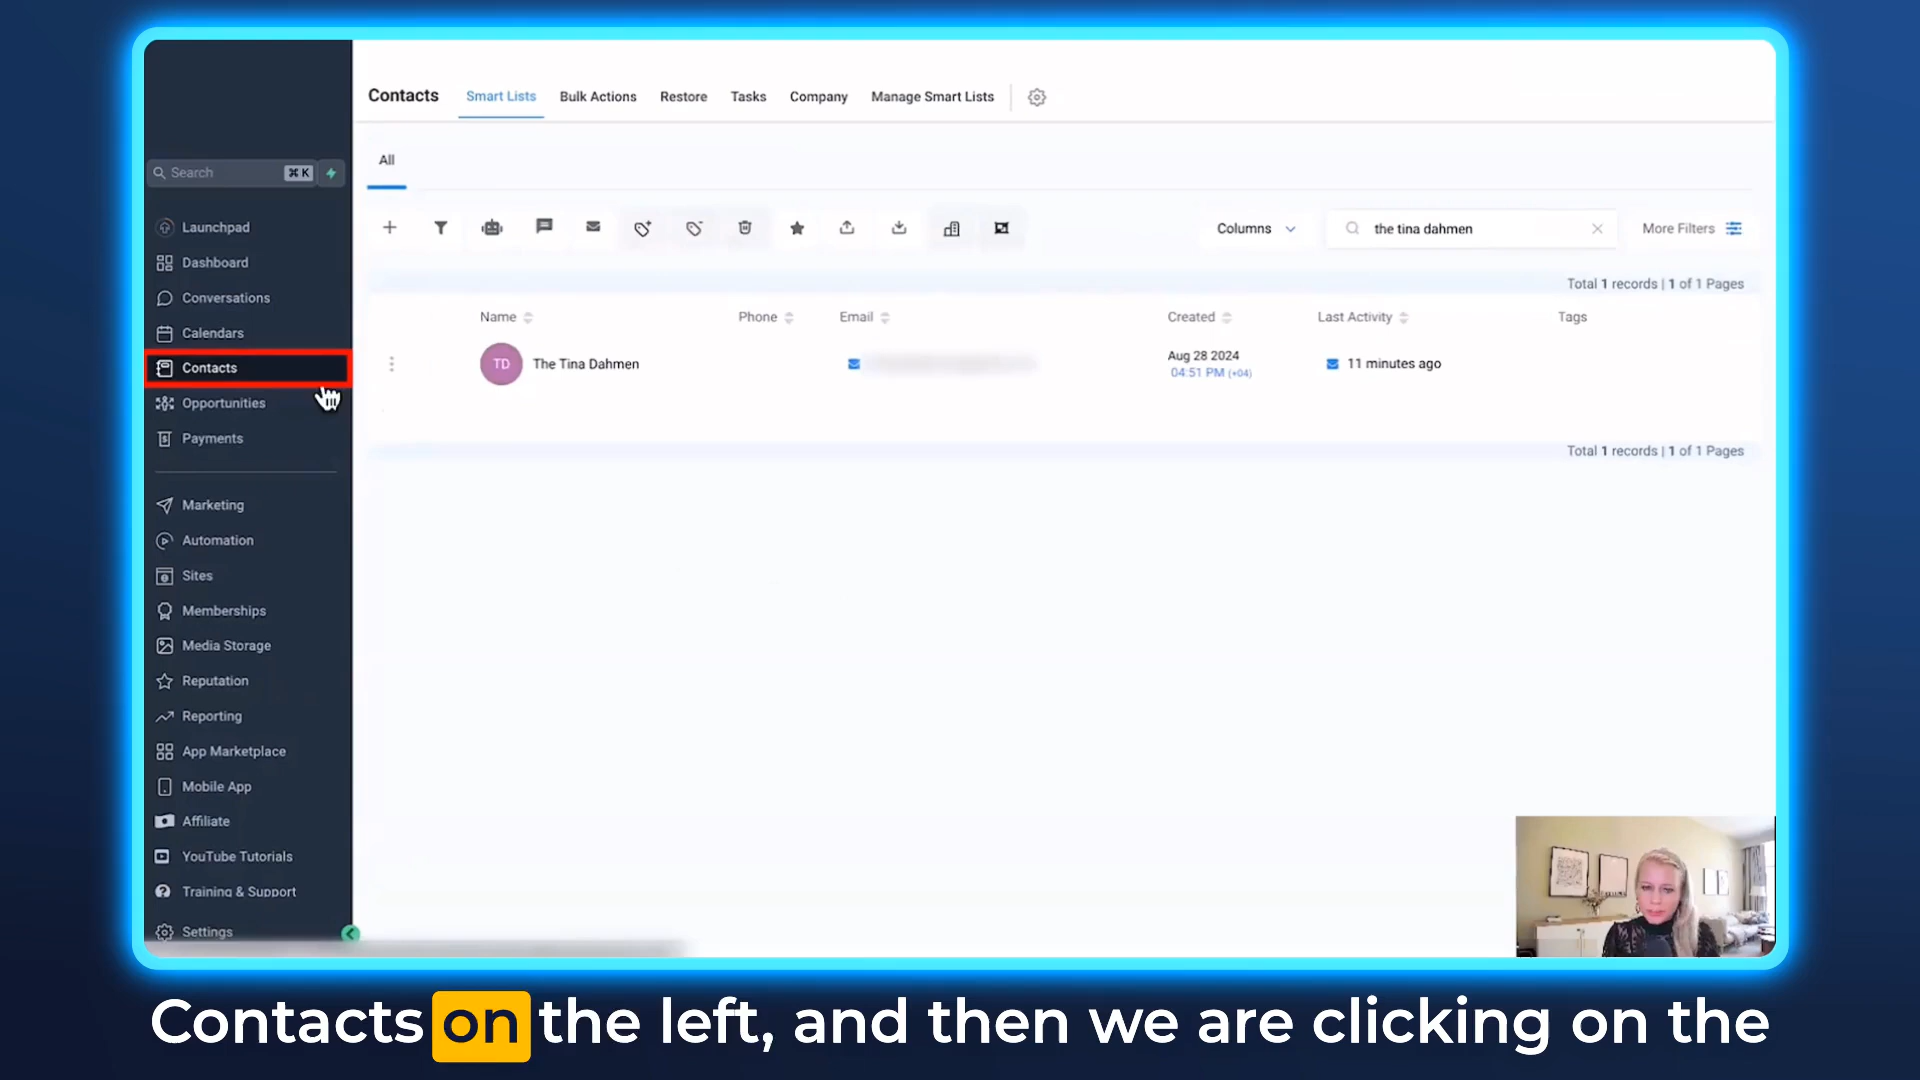 Contacts
Smart Lists
Bulk Actions
Restore
Tasks
Company
Manage Smart Lists
Search
⌘ K
All
Launchpad
Dashboard
Conversations
Calendars
Contacts
Opportunities
Payments
Marketing
Automation
Sites
Memberships
Media Storage
Reputation
Reporting
App Marketplace
Mobile App
Affiliate
YouTube Tutorials
Training & Support
Settings
Columns
the tina dahmen
More Filters
Total 1 records | 1 of 1 Pages
Name
Phone
Email
Created
Last Activity
Tags
TD
The Tina Dahmen
Aug 28 2024
04:51 PM (+04)
11 minutes ago
Total 1 records | 1 of 1 Pages
Contacts on the left, and then we are clicking on the